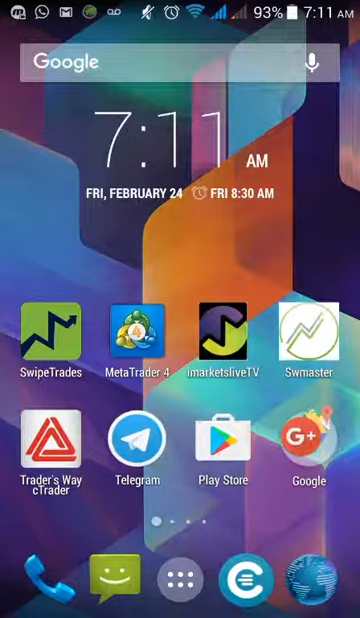 93% 7:11 AM
Google
7:11 AM
FRI, FEBRUARY 24 FRI 8:30 AM
SwipeTrades MetaTrader 4 imarketsliveTV Swmaster
4
G+
Trader's Way cTrader Telegram Play Store Google